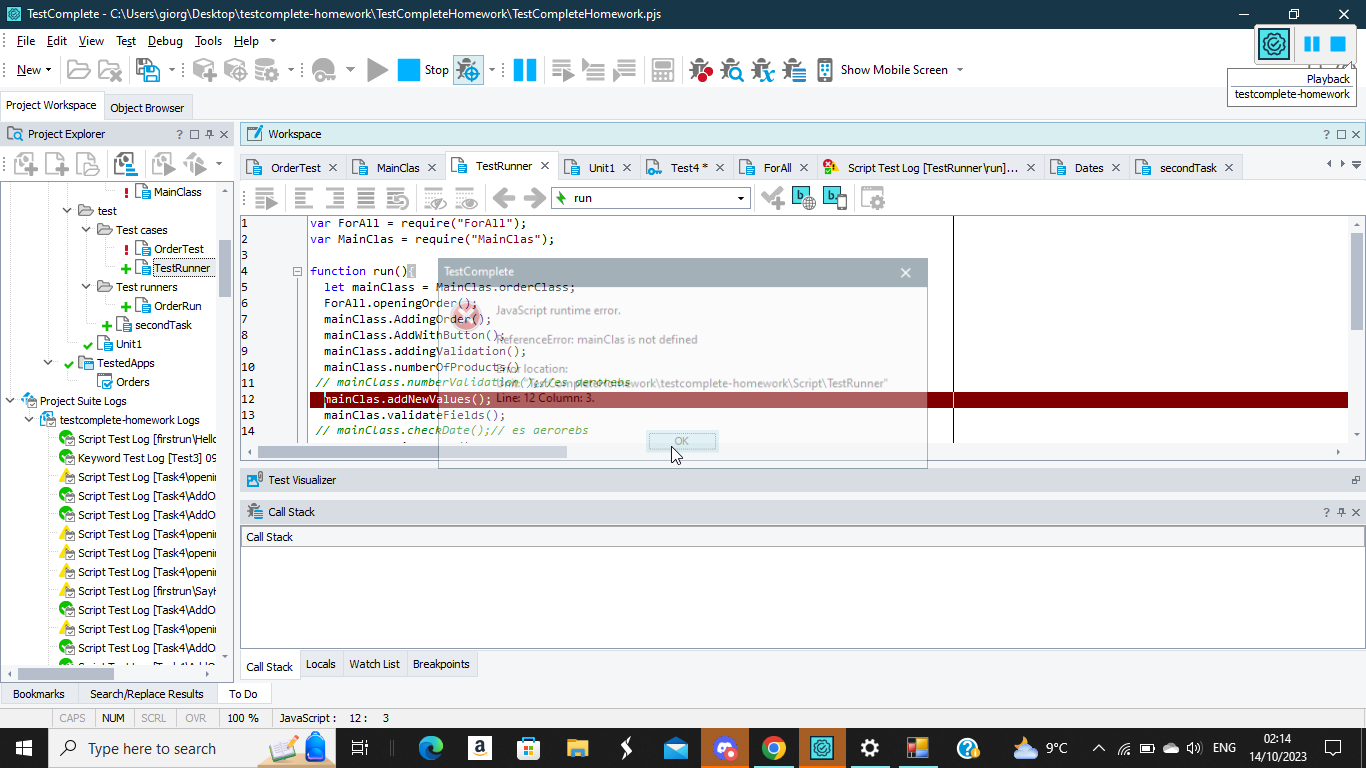 TestComplete - C:\Users\giorg\Desktop\testcomplete-homework\TestCompleteHomework\TestCompleteHomework.pjs
File Edit View Test Debug Tools Help
New Stop Show Mobile Screen
Playback
testcomplete-homework
Project Workspace Object Browser
Project Explorer
Workspace
OrderTest MainClas TestRunner Unit1 Test4 * ForAll Script Test Log [TestRunner\run]... Dates secondTask
run
MainClass
test
Test cases
OrderTest
TestRunner
Test runners
OrderRun
secondTask
Unit1
TestedApps
Orders
Project Suite Logs
testcomplete-homework Logs
Script Test Log [firstrun\Hello
Keyword Test Log [Test3] 09
Script Test Log [Task4\openi
Script Test Log [Task4\AddO
Script Test Log [Task4\AddO
Script Test Log [Task4\openi
Script Test Log [Task4\openi
Script Test Log [Task4\openi
Script Test Log [firstrun\SayH
Script Test Log [Task4\AddO
Script Test Log [Task4\openi
Script Test Log [Task4\AddO
1 var ForAll = require("ForAll");
2 var MainClas = require("MainClas");
3
4 function run(){
5 let mainClass = MainClas.orderClass;
6 ForAll.openingOrder();
7 mainClass.AddingOrder();
8 mainClass.AddWithButton();
9 mainClass.addingValidation();
10 mainClass.numberOfProducts()
11 // mainClass.numberValidation();// es aerorebs
12 mainClas.addNewValues();
13 mainClas.validateFields();
14 // mainClass.checkDate();// es aerorebs
TestComplete
JavaScript runtime error.
ReferenceError: mainClas is not defined
Error location:
Unit: "TestCompleteHomework\testcomplete-homework\Script\TestRunner"
Line: 12 Column: 3.
OK
Test Visualizer
Call Stack
Call Stack
Call Stack Locals Watch List Breakpoints
Bookmarks Search/Replace Results To Do
CAPS NUM SCRL OVR 100 % JavaScript : 12 : 3
Type here to search
9°C ENG
02:14
14/10/2023